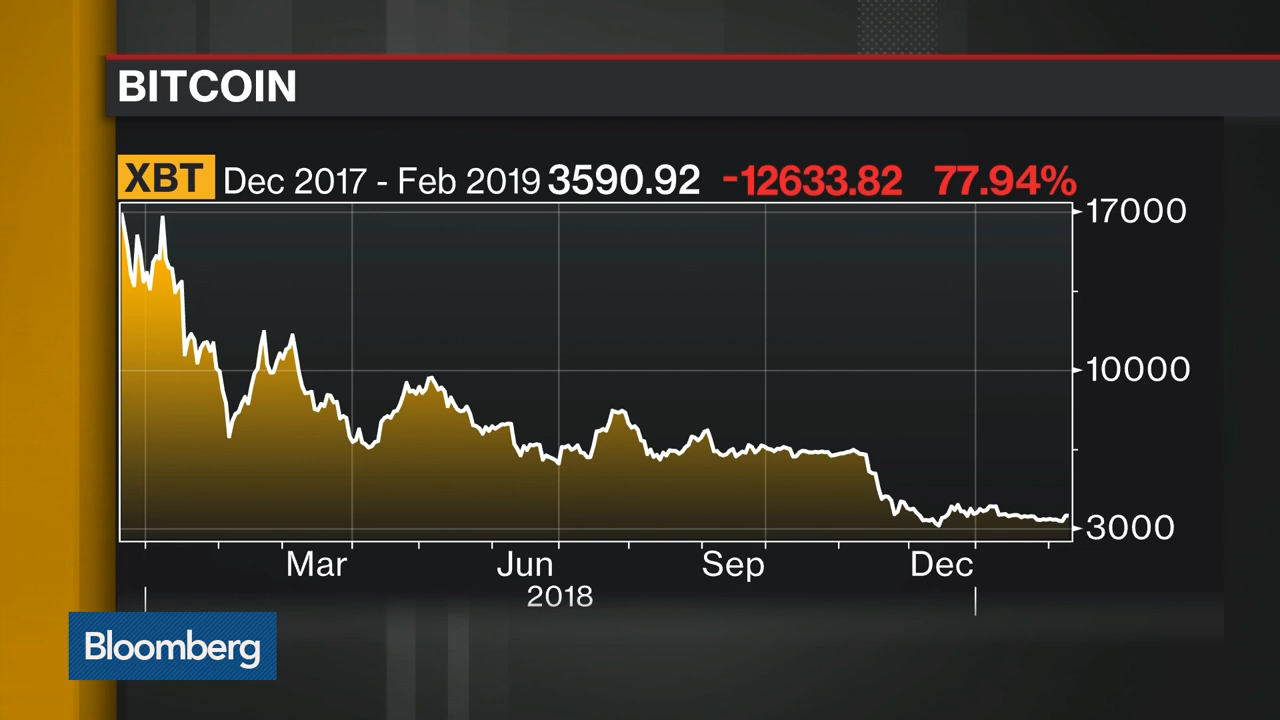 BITCOIN
XBT Dec 2017 - Feb 2019 3590.92 -12633.82 77.94%
17000
10000
3000
Mar Jun Sep Dec
2018
Bloomberg